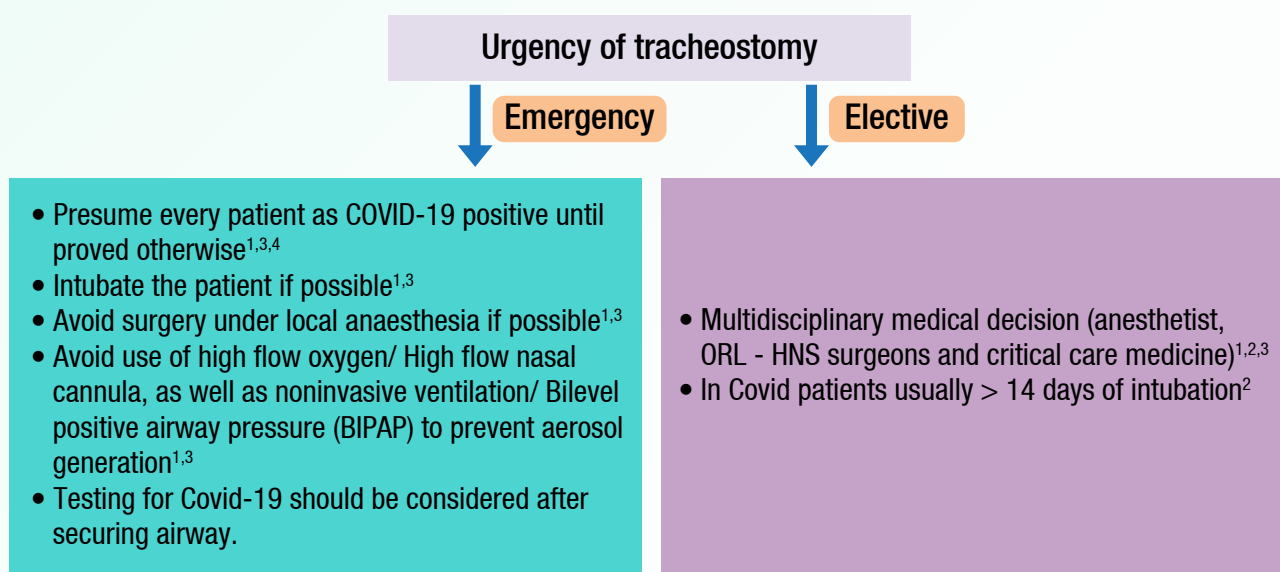 Urgency of tracheostomy
Emergency
Elective
• Presume every patient as COVID-19 positive until
proved otherwise1,3,4
• Intubate the patient if possible1,3
• Avoid surgery under local anaesthesia if possible1,3
• Avoid use of high flow oxygen/ High flow nasal
cannula, as well as noninvasive ventilation/ Bilevel
positive airway pressure (BIPAP) to prevent aerosol
generation1,3
• Testing for Covid-19 should be considered after
securing airway.
• Multidisciplinary medical decision (anesthetist,
ORL - HNS surgeons and critical care medicine)1,2,3
• In Covid patients usually > 14 days of intubation2